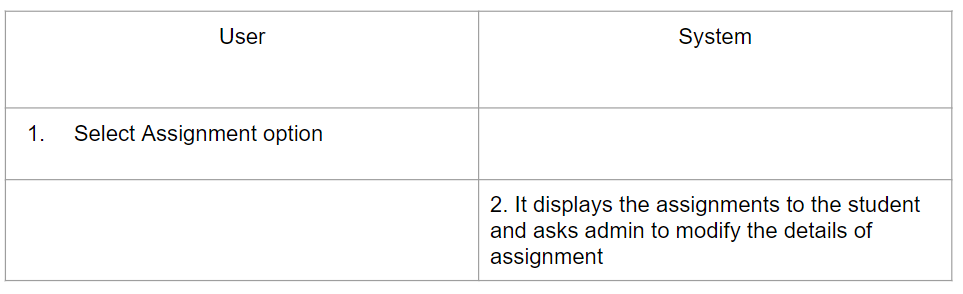 User
System
1. Select Assignment option
2. It displays the assignments to the student
and asks admin to modify the details of
assignment